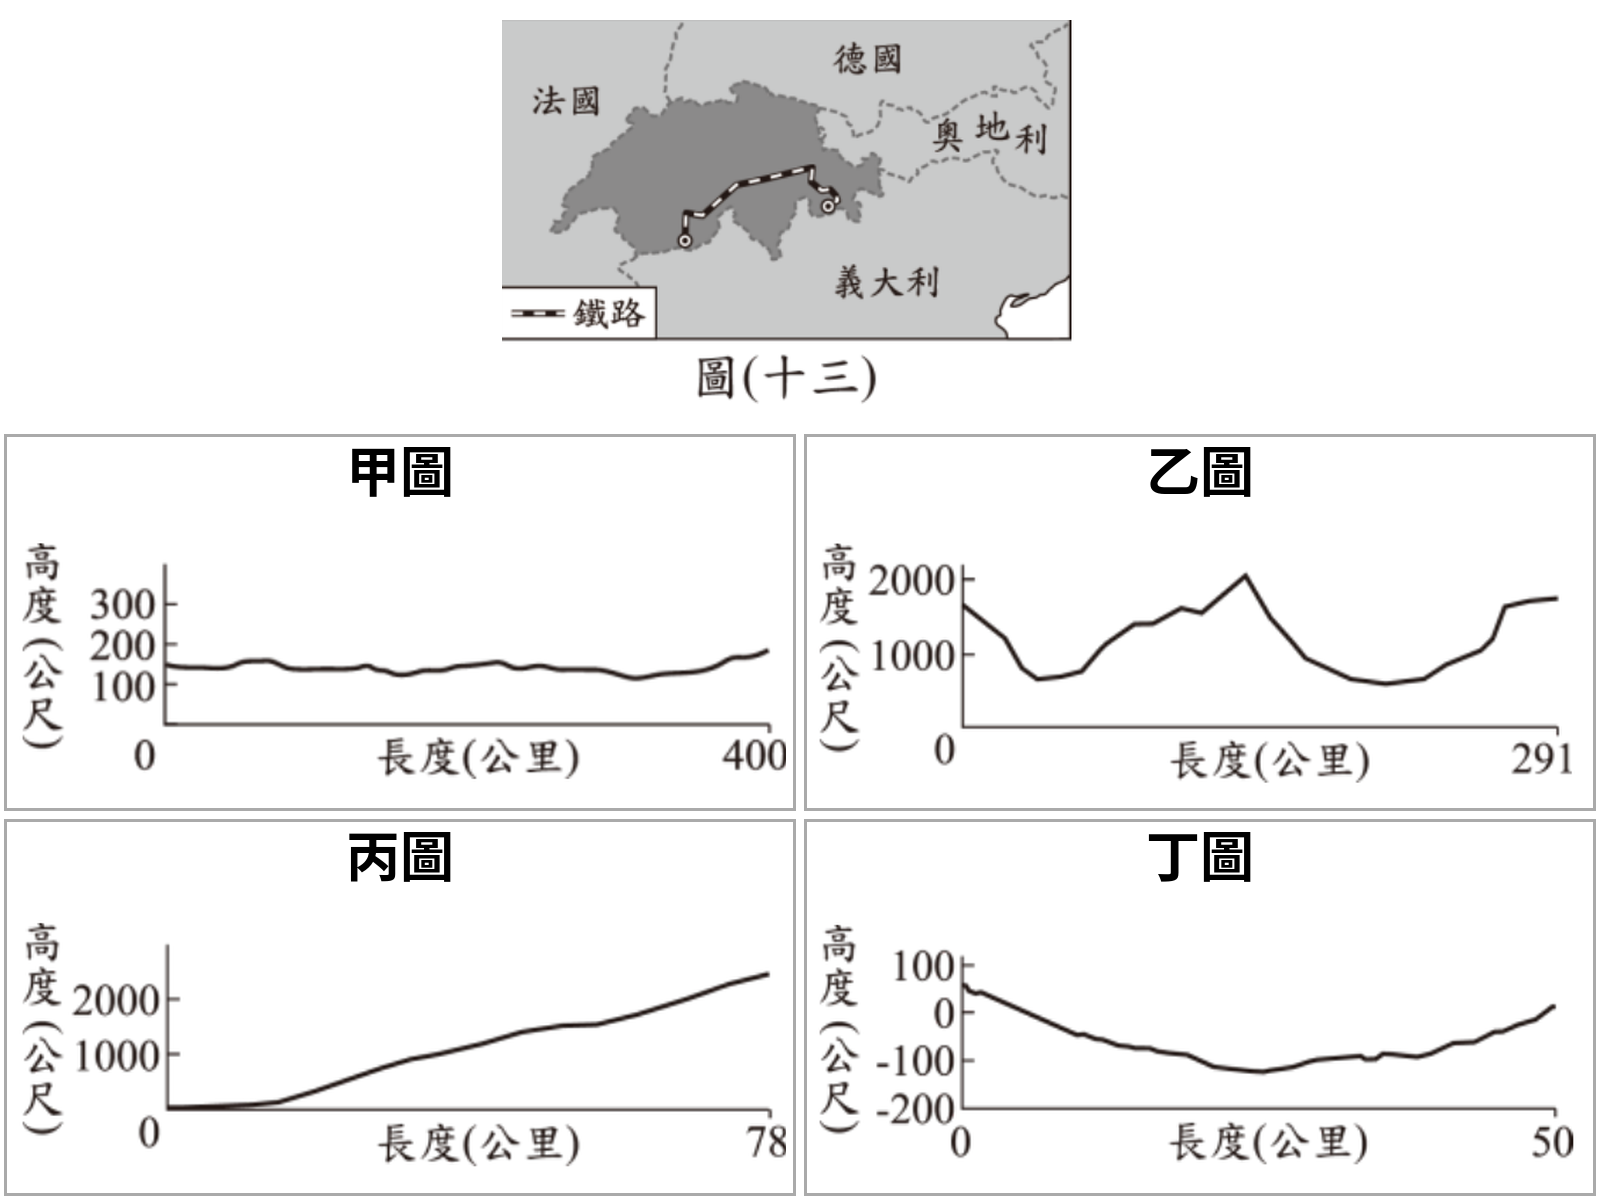 德國
法國
奧地利
義大利
鐵路
圖(十三)
甲圖
高度(公尺)
300
200
100
0
長度(公里)
400
乙圖
高度(公尺)
2000
1000
0
長度(公里)
291
丙圖
高度(公尺)
2000
1000
0
長度(公里)
78
丁圖
高度(公尺)
100
0
-100
-200
0
長度(公里)
50